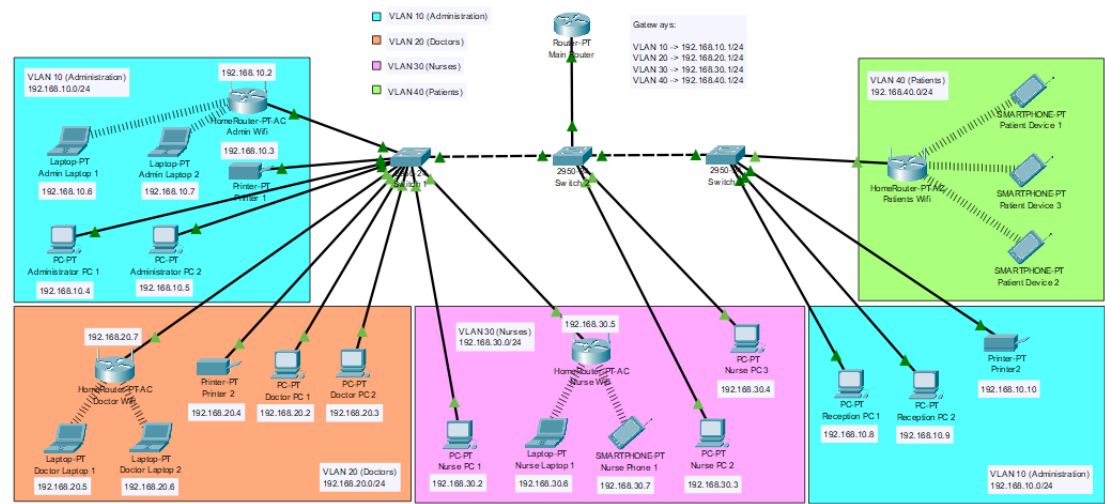 VLAN 10 (Administration)
VLAN 20 (Doctors)
VLAN 30 (Nurses)
VLAN 40 (Patients)
Router-PT
Main Router
Gateways:
VLAN 10 -> 192.168.10.1/24
VLAN 20 -> 192.168.20.1/24
VLAN 30 -> 192.168.30.1/24
VLAN 40 -> 192.168.40.1/24
VLAN 10 (Administration)
192.168.10.0/24
192.168.10.2
HomeRouter-PT-AC
Admin Wifi
Laptop-PT
Admin Laptop 1
192.168.10.6
Laptop-PT
Admin Laptop 2
192.168.10.7
192.168.10.3
Printer-PT
Printer 1
PC-PT
Administrator PC 1
192.168.10.4
PC-PT
Administrator PC 2
192.168.10.5
Switch 1
2950-24
Switch 2
2950-24
Switch
VLAN 40 (Patients)
192.168.40.0/24
HomeRouter-PT-AC
Patients Wifi
SMARTPHONE-PT
Patient Device 1
SMARTPHONE-PT
Patient Device 3
SMARTPHONE-PT
Patient Device 2
192.168.20.7
HomeRouter-PT-AC
Doctor Wifi
Printer-PT
Printer 2
192.168.20.4
PC-PT
Doctor PC 1
192.168.20.2
PC-PT
Doctor PC 2
192.168.20.3
Laptop-PT
Doctor Laptop 1
192.168.20.5
Laptop-PT
Doctor Laptop 2
192.168.20.6
VLAN 20 (Doctors)
192.168.20.0/24
VLAN 30 (Nurses)
192.168.30.0/24
192.168.30.5
HomeRouter-PT-AC
Nurse Wifi
PC-PT
Nurse PC3
192.168.30.4
PC-PT
Nurse PC 1
192.168.30.2
Laptop-PT
Nurse Laptop 1
192.168.30.6
SMARTPHONE-PT
Nurse Phone 1
192.168.30.7
PC-PT
Nurse PC 2
192.168.30.3
Printer-PT
Printer2
192.168.10.10
PC-PT
Reception PC1
192.168.10.8
PC-PT
Reception PC 2
192.168.10.9
VLAN 10 (Administration)
192.168.10.0/24